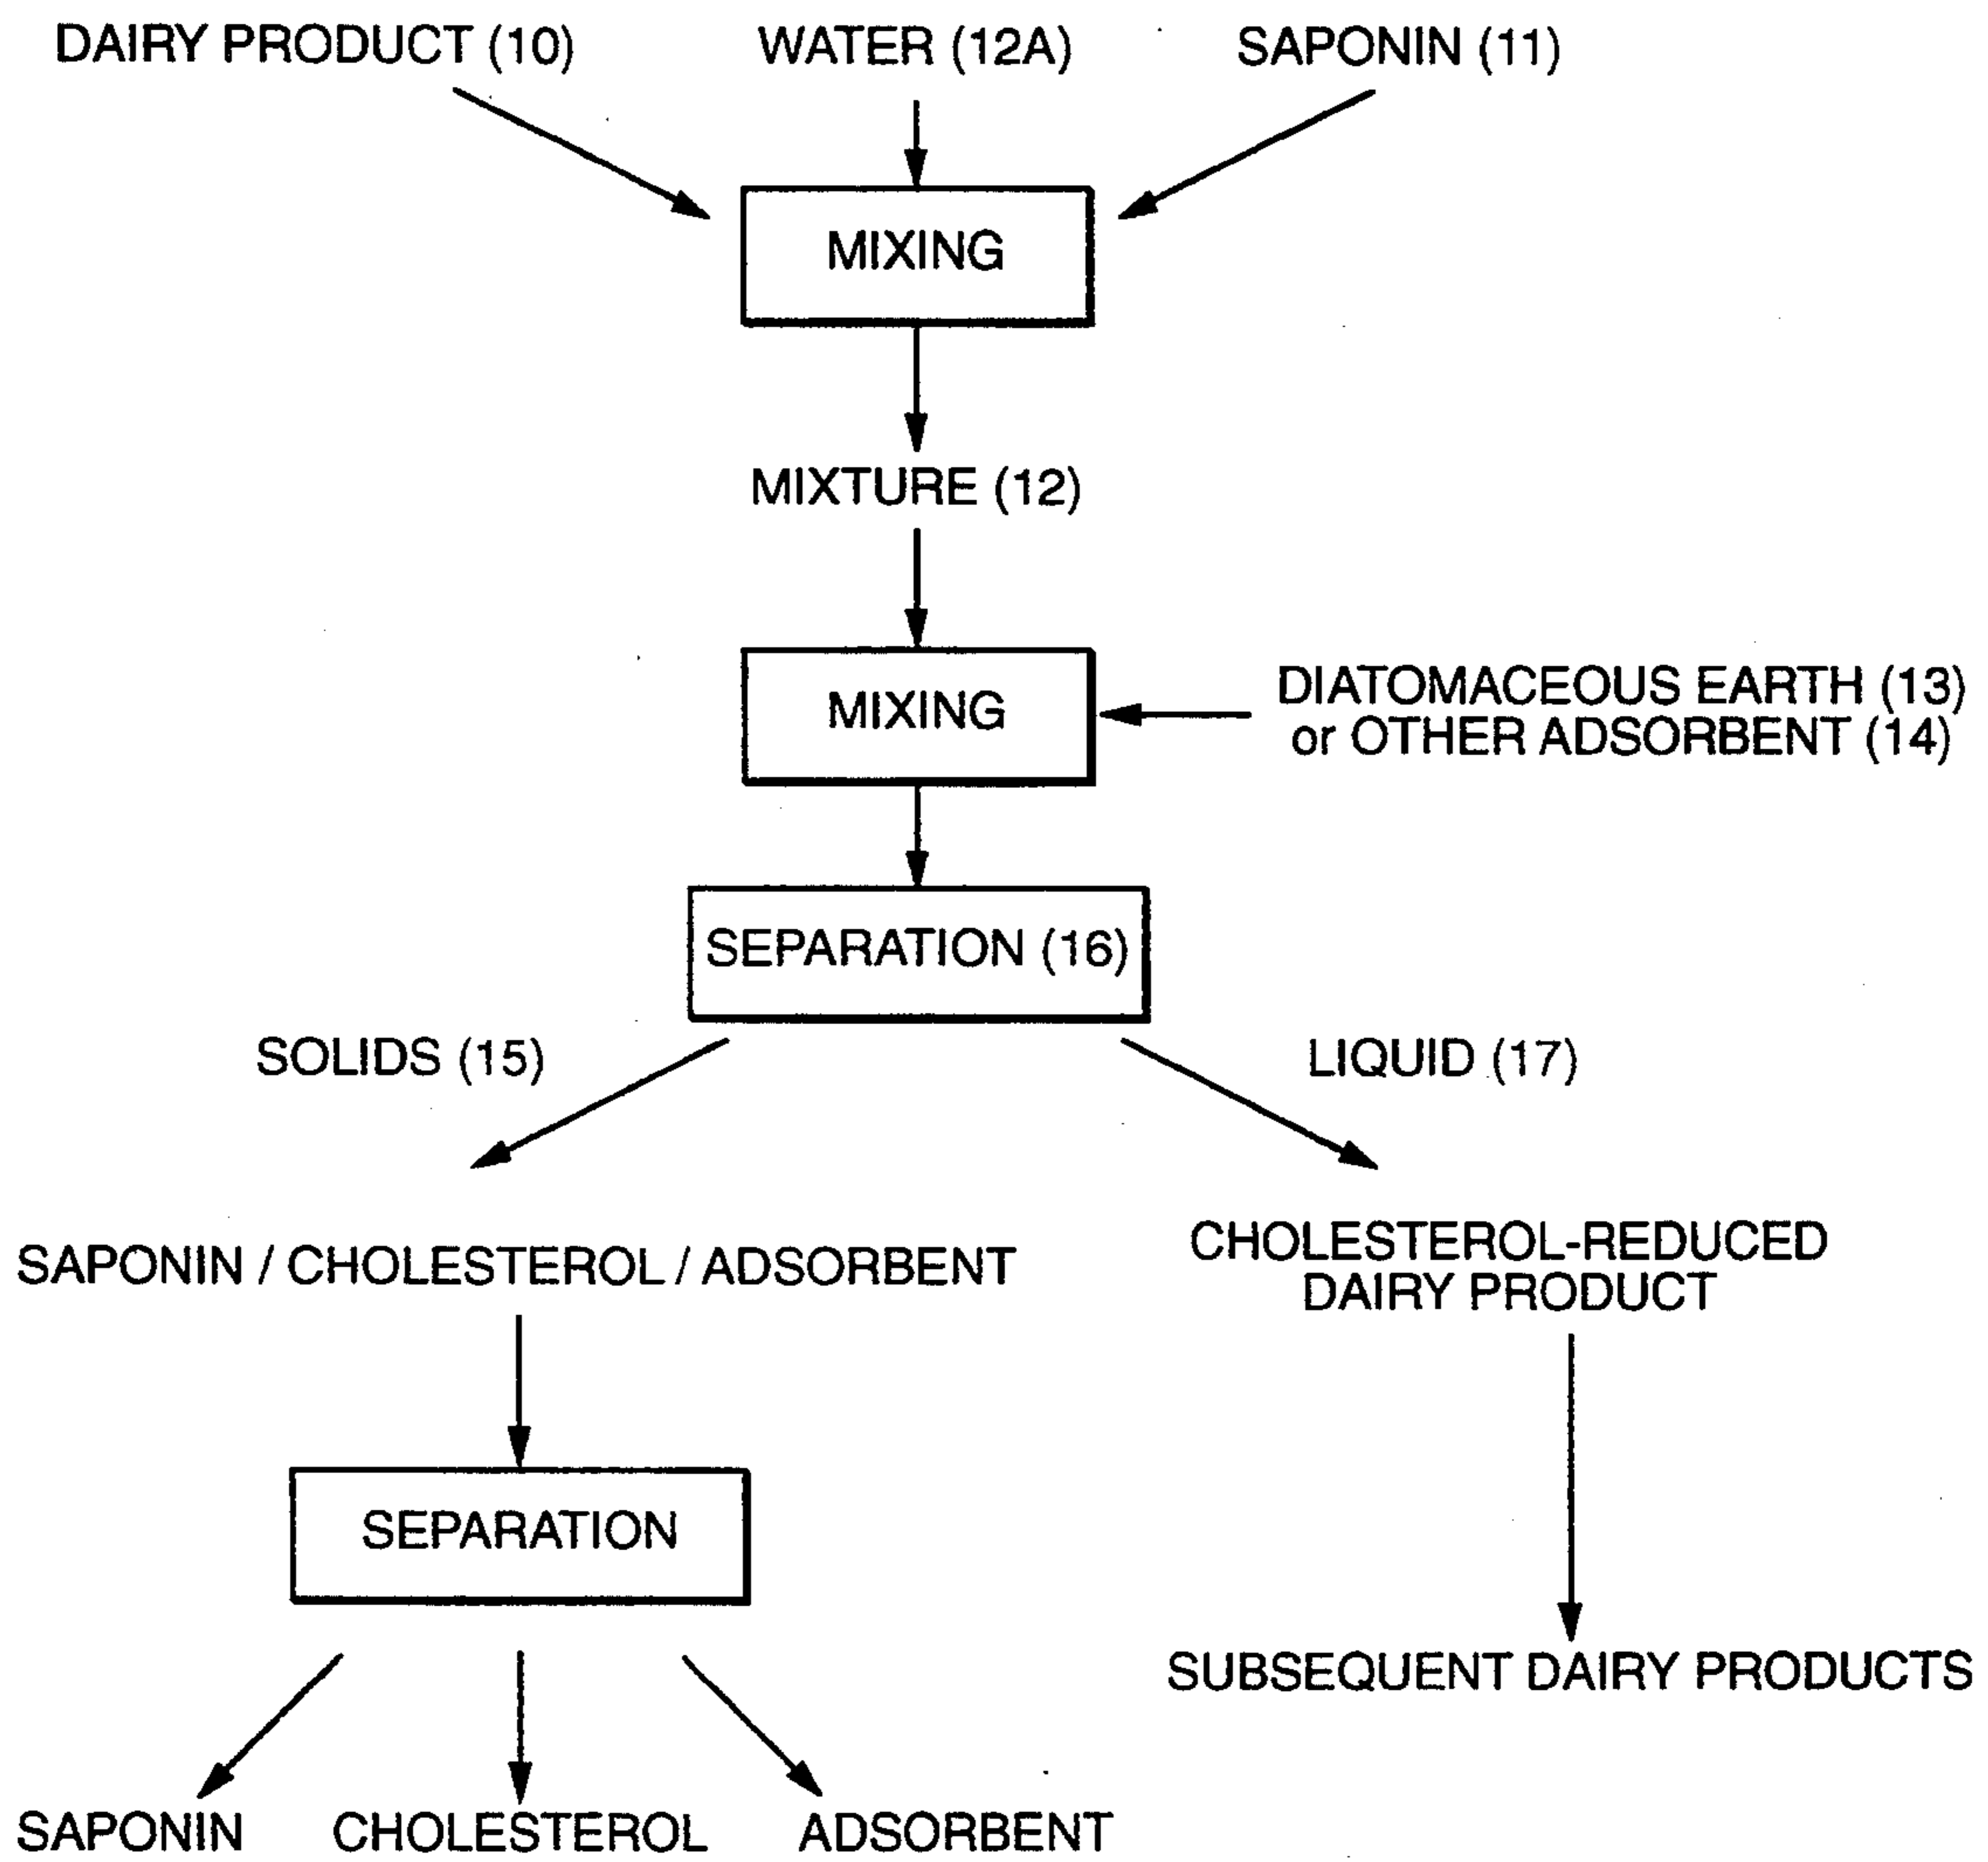 DAIRY PRODUCT (10)
WATER (12A)
SAPONIN (11)
MIXING
MIXTURE (12)
MIXING
DIATOMACEOUS EARTH (13)
or OTHER ADSORBENT (14)
SEPARATION (16)
SOLIDS (15)
LIQUID (17)
SAPONIN / CHOLESTEROL / ADSORBENT
CHOLESTEROL-REDUCED
DAIRY PRODUCT
SEPARATION
SUBSEQUENT DAIRY PRODUCTS
SAPONIN
CHOLESTEROL
ADSORBENT